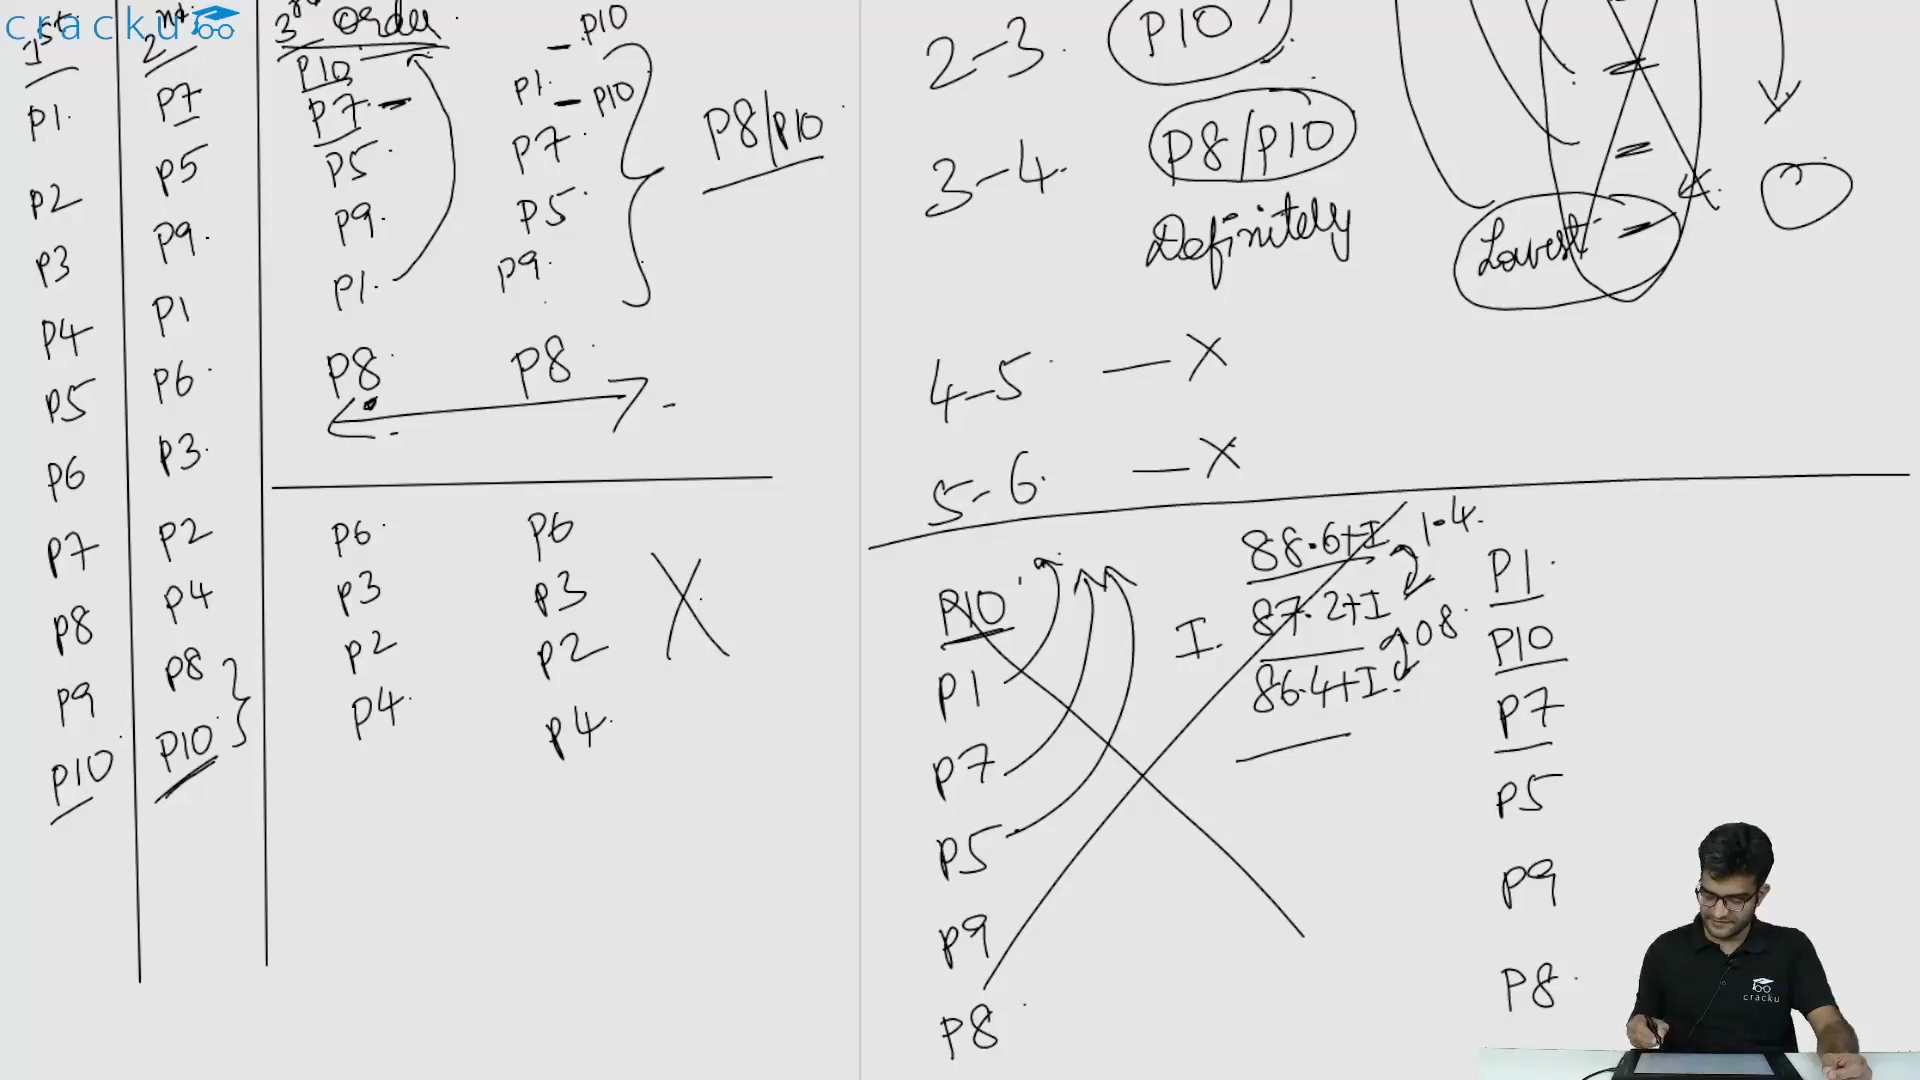 cracku
1st
P1.
P2
P3
P4
P5
P6
P7
P8
P9
P10
2nd
P7
P5
P9.
P1
P6.
P3.
P2
P4
P8
P10
3rd order
P10
P7.
P5.
P9.
P1.
P8.
P6.
P3
P2
P4.
P10
P1.
P10
P7.
P5.
P9.
P8
P6
P3
P2
P4.
P8/P10
2-3. P10
3-4. P8/P10
Definitely
Lowest
4-5 — X
5-6. — X
P10
P1
P7
P5
P9
P8
I.
88.6+I
1.4.
87.2+I
86.4+I.
P1.
P10
P7
P5
P9
P8.
cracku